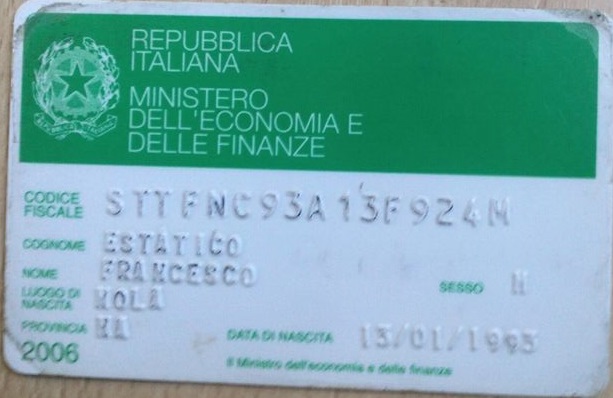 REPUBBLICA
ITALIANA
MINISTERO
DELL'ECONOMIA E
DELLE FINANZE
CODICE FISCALE STTFNC93A13F924M
COGNOME ESTATICO
NOME FRANCESCO SESSO M
LUOGO DI NASCITA NOLA
PROVINCIA NA DATA DI NASCITA 13/01/1993
2006 Il Ministro dell'economia e delle finanze